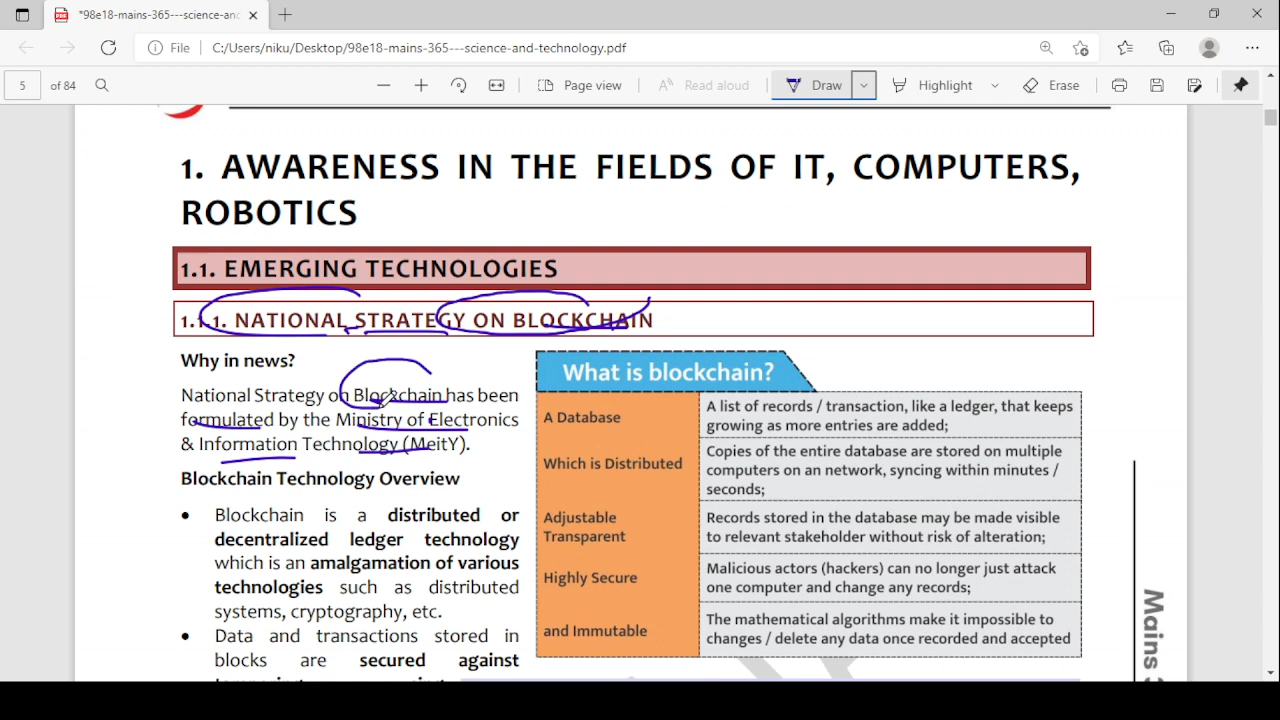 *98e18-mains-365---science-an
File
C:/Users/niku/Desktop/98e18-mains-365---science-and-technology.pdf
5 of 84
Page view
Read aloud
Draw
Highlight
Erase
1. AWARENESS IN THE FIELDS OF IT, COMPUTERS,
ROBOTICS
1.1. EMERGING TECHNOLOGIES
1.1.1. NATIONAL STRATEGY ON BLOCKCHAIN
Why in news?
National Strategy on Blockchain has been
formulated by the Ministry of Electronics
& Information Technology (MeitY).
Blockchain Technology Overview
• Blockchain is a distributed or
decentralized ledger technology
which is an amalgamation of various
technologies such as distributed
systems, cryptography, etc.
• Data and transactions stored in
blocks are secured against
What is blockchain?
A Database
A list of records / transaction, like a ledger, that keeps
growing as more entries are added;
Which is Distributed
Copies of the entire database are stored on multiple
computers on an network, syncing within minutes /
seconds;
Adjustable
Transparent
Records stored in the database may be made visible
to relevant stakeholder without risk of alteration;
Highly Secure
Malicious actors (hackers) can no longer just attack
one computer and change any records;
and Immutable
The mathematical algorithms make it impossible to
changes / delete any data once recorded and accepted
Mains